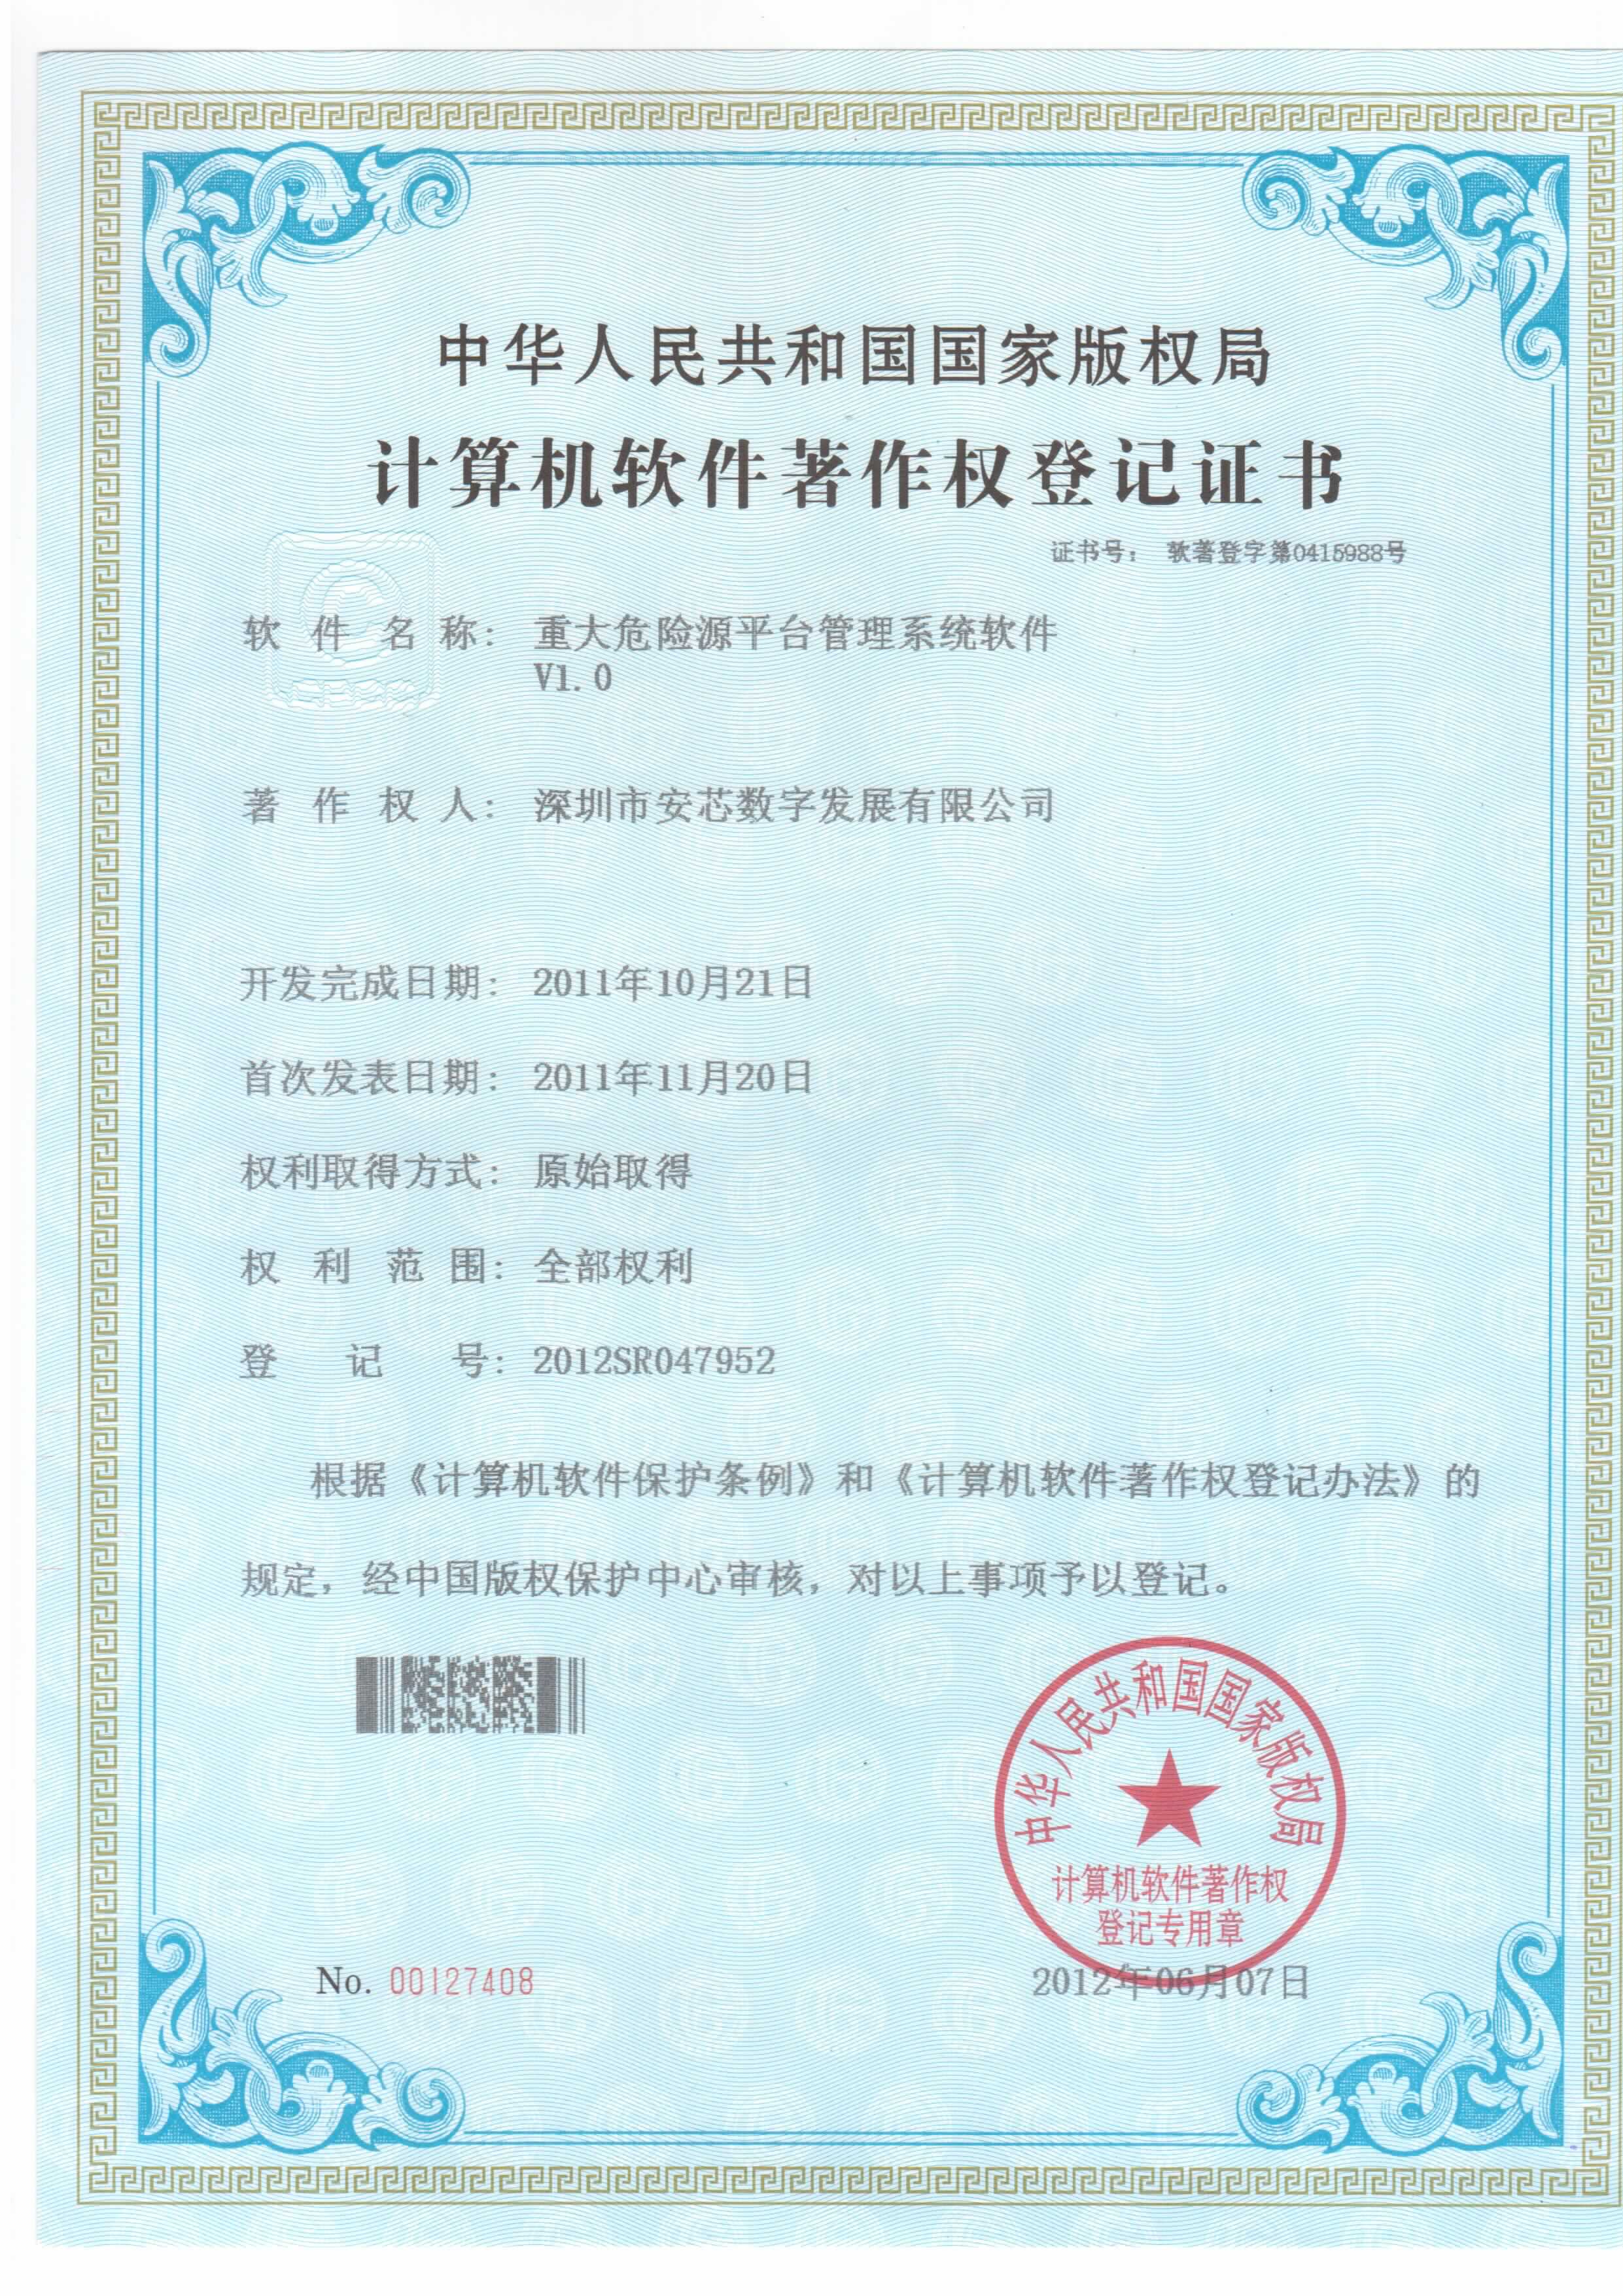 中华人民共和国国家版权局
计算机软件著作权登记证书
证书号： 软著登字第0415988号
软件名称： 重大危险源平台管理系统软件
V1.0
著作权人： 深圳市安芯数字发展有限公司
开发完成日期： 2011年10月21日
首次发表日期： 2011年11月20日
权利取得方式： 原始取得
权利范围： 全部权利
登记号： 2012SR047952
根据《计算机软件保护条例》和《计算机软件著作权登记办法》的
规定，经中国版权保护中心审核，对以上事项予以登记。
中华人民共和国国家版权局
计算机软件著作权
登记专用章
No. 00127408
2012年06月07日